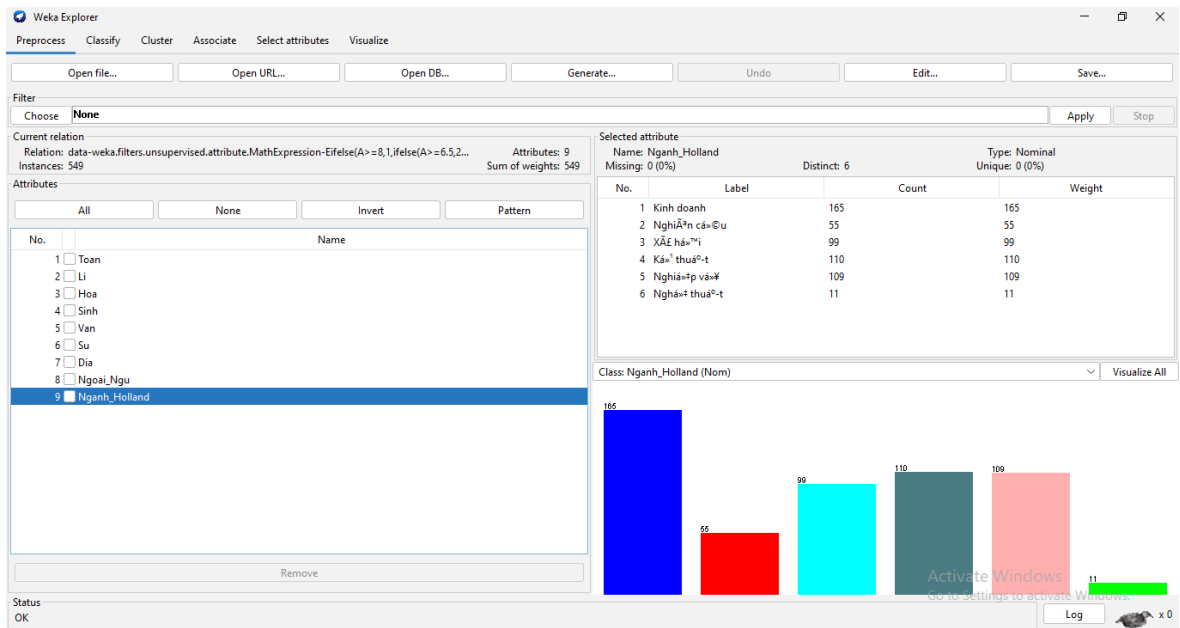 Weka Explorer
Preprocess Classify Cluster Associate Select attributes Visualize
Open file... Open URL... Open DB... Generate... Undo Edit... Save...
Filter
Choose None Apply Stop
Current relation
Relation: data-weka.filters.unsupervised.attribute.MathExpression-Eifelse(A>=8,1,ifelse(A>=6.5,2... Attributes: 9
Instances: 549 Sum of weights: 549
Attributes
All None Invert Pattern
No. Name
1 Toan
2 Li
3 Hoa
4 Sinh
5 Van
6 Su
7 Dia
8 Ngoai_Ngu
9 Nganh_Holland
Remove
Selected attribute
Name: Nganh_Holland Type: Nominal
Missing: 0 (0%) Distinct: 6 Unique: 0 (0%)
No. Label Count Weight
1 Kinh doanh 165 165
2 NghiÃªn cá»©u 55 55
3 XÃ£ há»™i 99 99
4 Ká»¹ thuáº­t 110 110
5 Nghiá»‡p vá»¥ 109 109
6 Nghá»‡ thuáº­t 11 11
Class: Nganh_Holland (Nom) Visualize All
165
55
99
110
109
11
Activate Windows
Go to Settings to activate Windows.
Status
OK
Log x 0